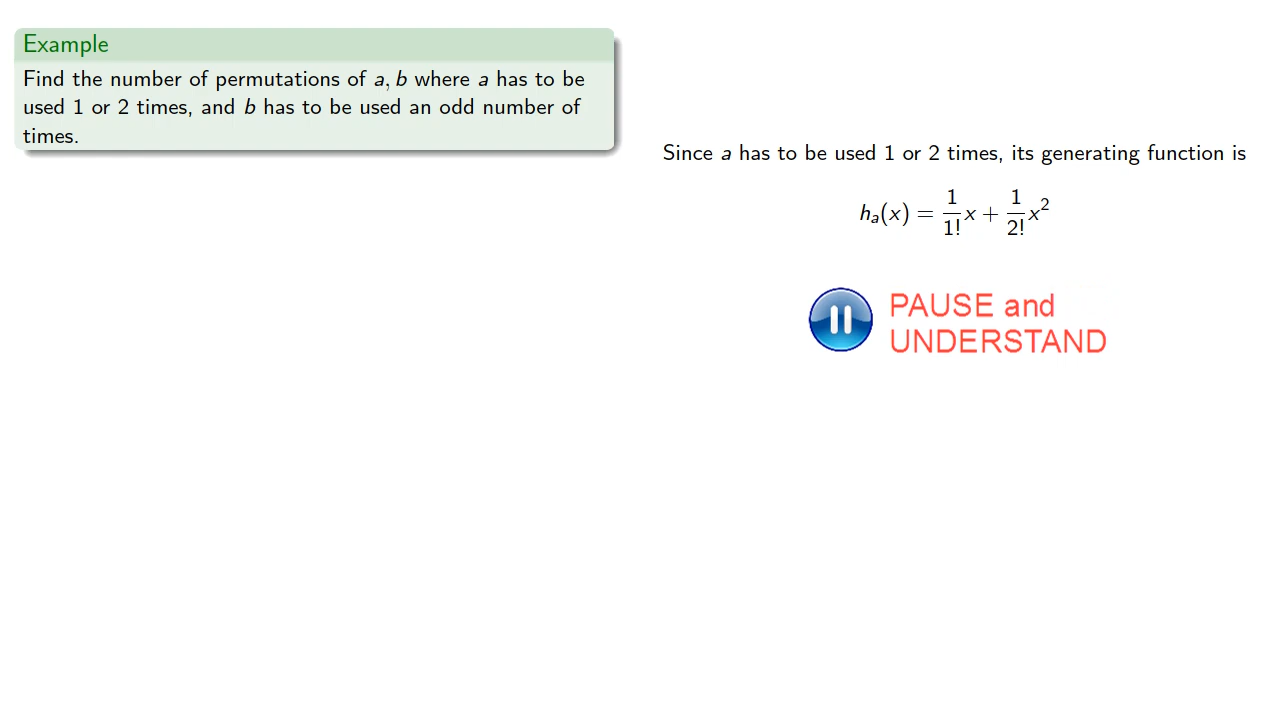 Example
Find the number of permutations of a, b where a has to be
used 1 or 2 times, and b has to be used an odd number of
times.
Since a has to be used 1 or 2 times, its generating function is
hₐ(x) = 1/1! x + 1/2! x²
PAUSE and
UNDERSTAND